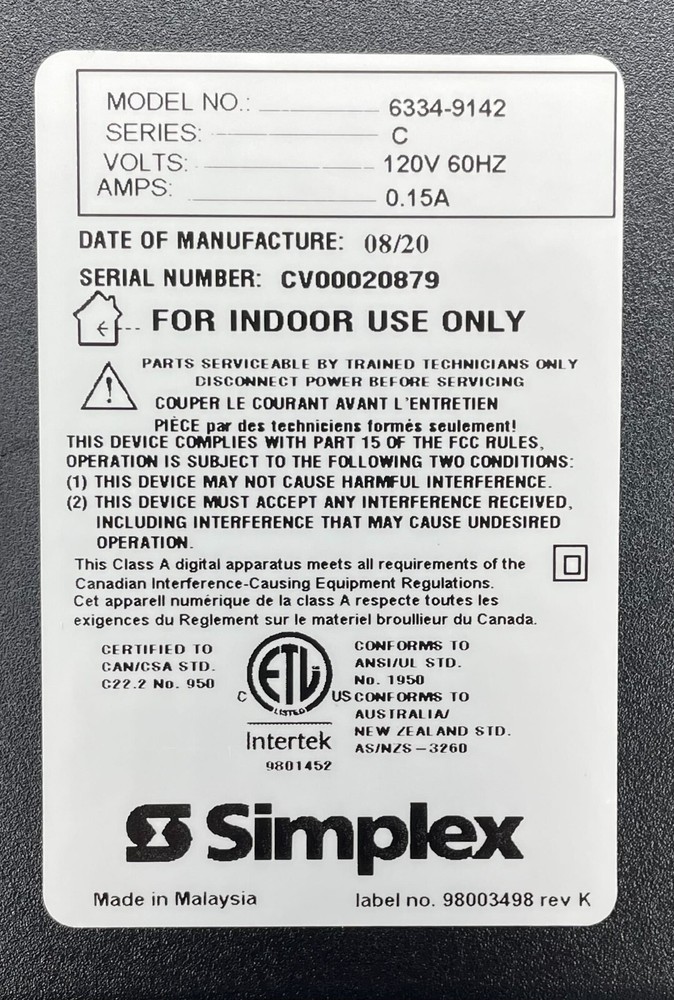 MODEL NO.: 6334-9142
SERIES: C
VOLTS: 120V 60HZ
AMPS: 0.15A
DATE OF MANUFACTURE: 08/20
SERIAL NUMBER: CV00020879
FOR INDOOR USE ONLY
PARTS SERVICEABLE BY TRAINED TECHNICIANS ONLY
DISCONNECT POWER BEFORE SERVICING
COUPER LE COURANT AVANT L'ENTRETIEN
PIÈCE par des techniciens formés seulement!
THIS DEVICE COMPLIES WITH PART 15 OF THE FCC RULES,
OPERATION IS SUBJECT TO THE FOLLOWING TWO CONDITIONS:
(1) THIS DEVICE MAY NOT CAUSE HARMFUL INTERFERENCE.
(2) THIS DEVICE MUST ACCEPT ANY INTERFERENCE RECEIVED,
INCLUDING INTERFERENCE THAT MAY CAUSE UNDESIRED
OPERATION.
This Class A digital apparatus meets all requirements of the
Canadian Interference-Causing Equipment Regulations.
Cet apparell numérique de la class A respecte toutes les
exigences du Reglement sur le materiel broullieur du Canada.
CERTIFIED TO
CAN/CSA STD.
C22.2 No. 950
ETL
LISTED
C US
Intertek
9801452
CONFORMS TO
ANSI/UL STD.
No. 1950
CONFORMS TO
AUSTRALIA/
NEW ZEALAND STD.
AS/NZS-3260
Simplex
Made in Malaysia label no. 98003498 rev K